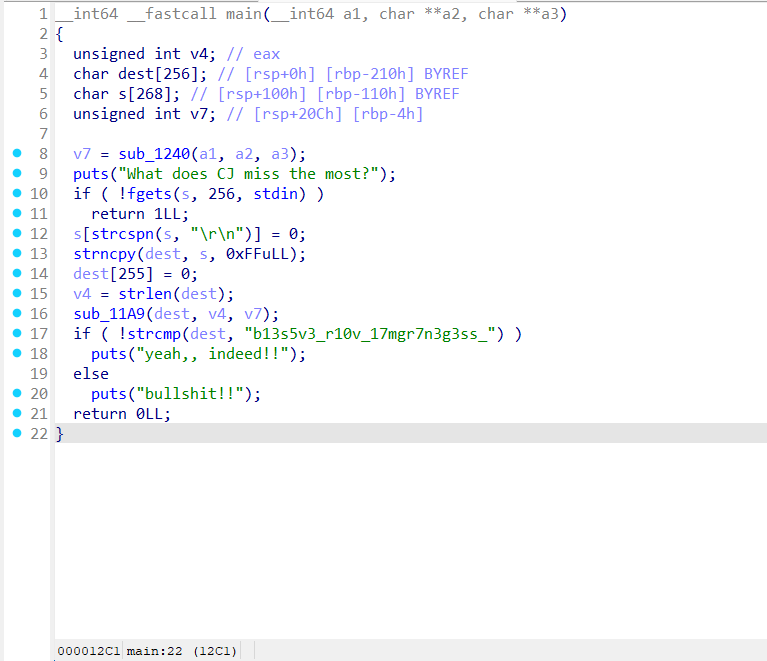 1 __int64 __fastcall main(__int64 a1, char **a2, char **a3)
2 {
3 unsigned int v4; // eax
4 char dest[256]; // [rsp+0h] [rbp-210h] BYREF
5 char s[268]; // [rsp+100h] [rbp-110h] BYREF
6 unsigned int v7; // [rsp+20Ch] [rbp-4h]
7
8 v7 = sub_1240(a1, a2, a3);
9 puts("What does CJ miss the most?");
10 if ( !fgets(s, 256, stdin) )
11 return 1LL;
12 s[strcspn(s, "\r\n")] = 0;
13 strncpy(dest, s, 0xFFuLL);
14 dest[255] = 0;
15 v4 = strlen(dest);
16 sub_11A9(dest, v4, v7);
17 if ( !strcmp(dest, "b13s5v3_r10v_17mgr7n3g3ss_") )
18 puts("yeah,, indeed!!");
19 else
20 puts("bullshit!!");
21 return 0LL;
22 }
000012C1 main:22 (12C1)